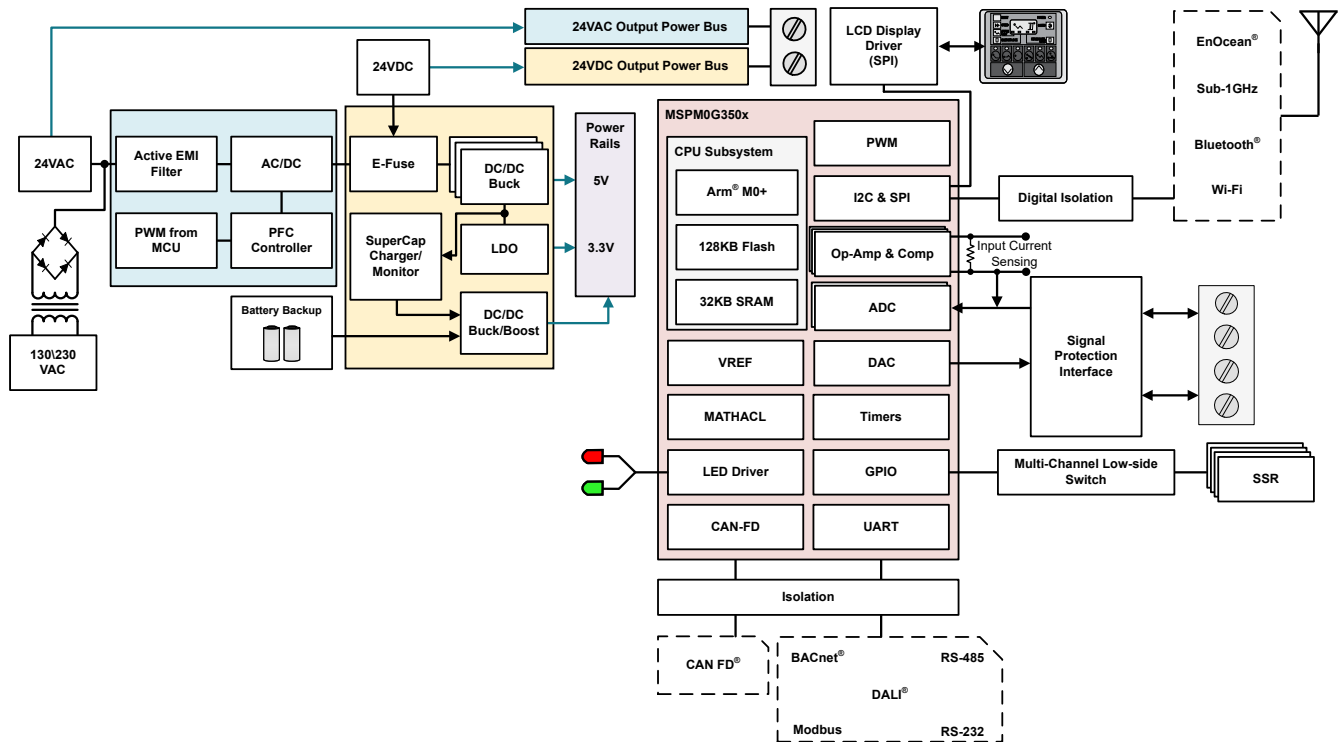 24VAC Output Power Bus
24VDC Output Power Bus
24VDC
LCD Display
Driver
(SPI)
EnOcean®
Sub-1GHz
Bluetooth®
Wi-Fi
24VAC
Active EMI
Filter
AC/DC
PWM from
MCU
PFC
Controller
130\230
VAC
E-Fuse
DC/DC
Buck
SuperCap
Charger/
Monitor
LDO
DC/DC
Buck/Boost
Battery Backup
Power
Rails
5V
3.3V
MSPM0G350x
CPU Subsystem
Arm® M0+
128KB Flash
32KB SRAM
PWM
I2C & SPI
Op-Amp & Comp
ADC
VREF
DAC
MATHACL
Timers
LED Driver
GPIO
CAN-FD
UART
Digital Isolation
Input Current
Sensing
Signal
Protection
Interface
Multi-Channel Low-side
Switch
SSR
Isolation
CAN FD®
BACnet®
RS-485
DALI®
Modbus
RS-232